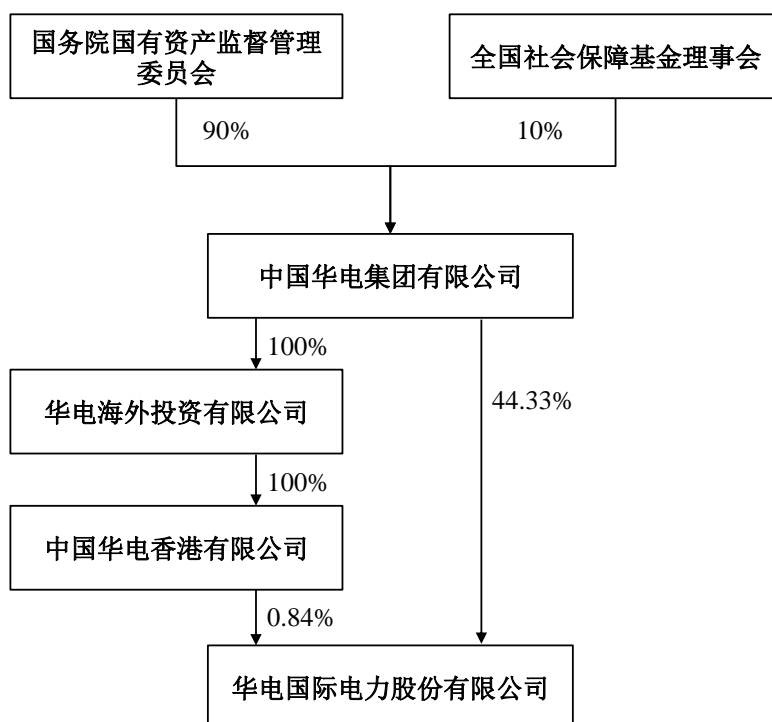 国务院国有资产监督管理
委员会
全国社会保障基金理事会
90%
10%
中国华电集团有限公司
100%
华电海外投资有限公司
44.33%
100%
中国华电香港有限公司
0.84%
华电国际电力股份有限公司